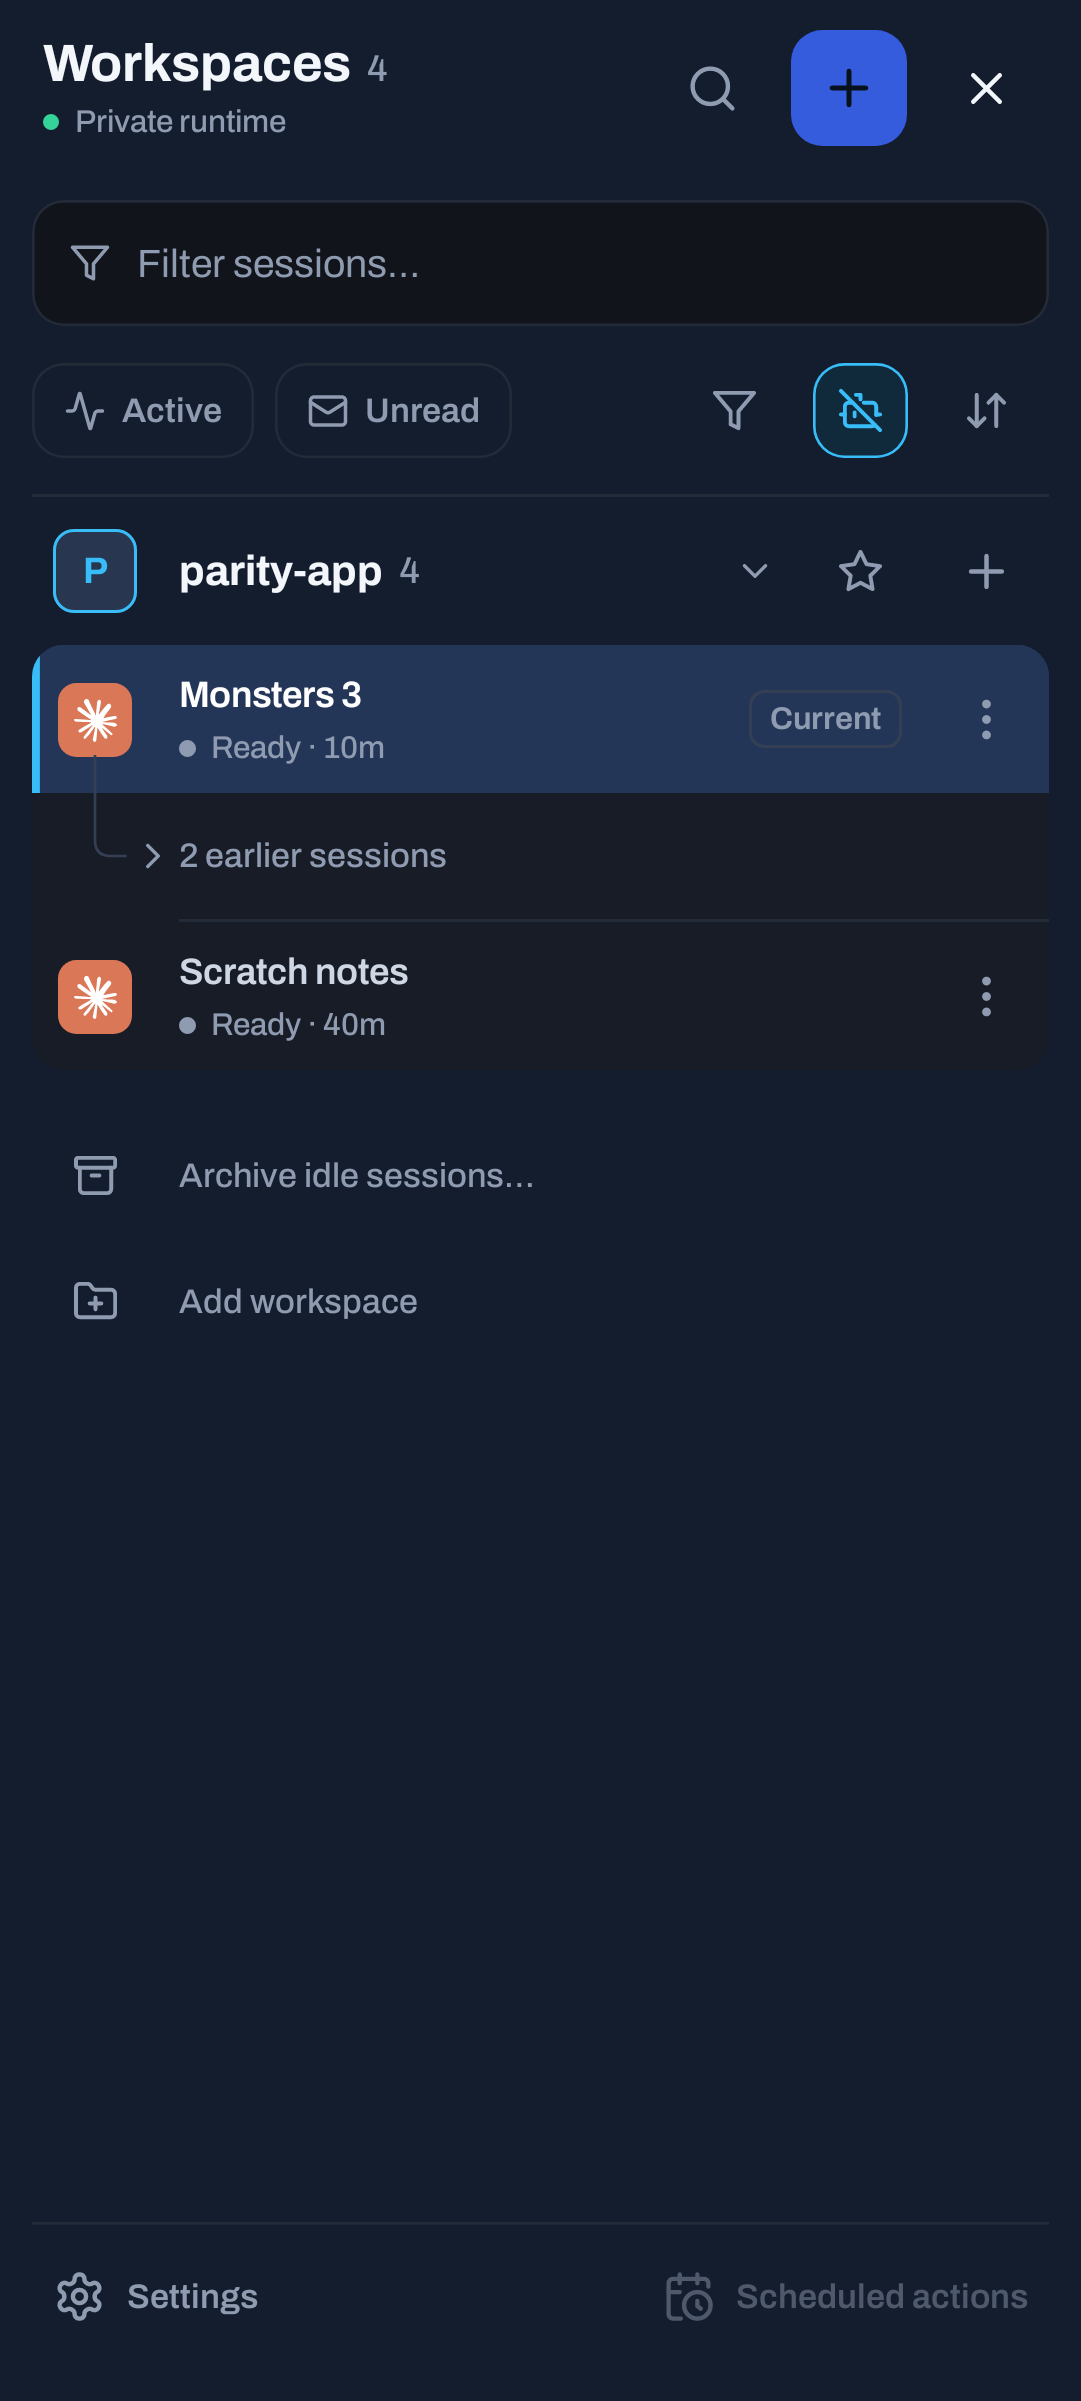 Workspaces 4
Private runtime
Filter sessions...
Active
Unread
P
parity-app 4
Monsters 3
Ready · 10m
Current
2 earlier sessions
Scratch notes
Ready · 40m
Archive idle sessions...
Add workspace
Settings
Scheduled actions